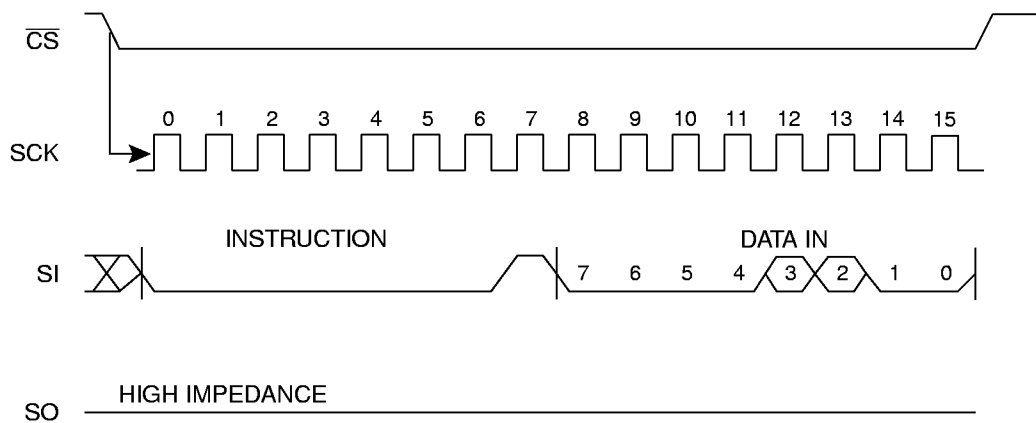 CS
0 1 2 3 4 5 6 7 8 9 10 11 12 13 14 15
SCK
INSTRUCTION DATA IN
SI 7 6 5 4 3 2 1 0
HIGH IMPEDANCE
SO